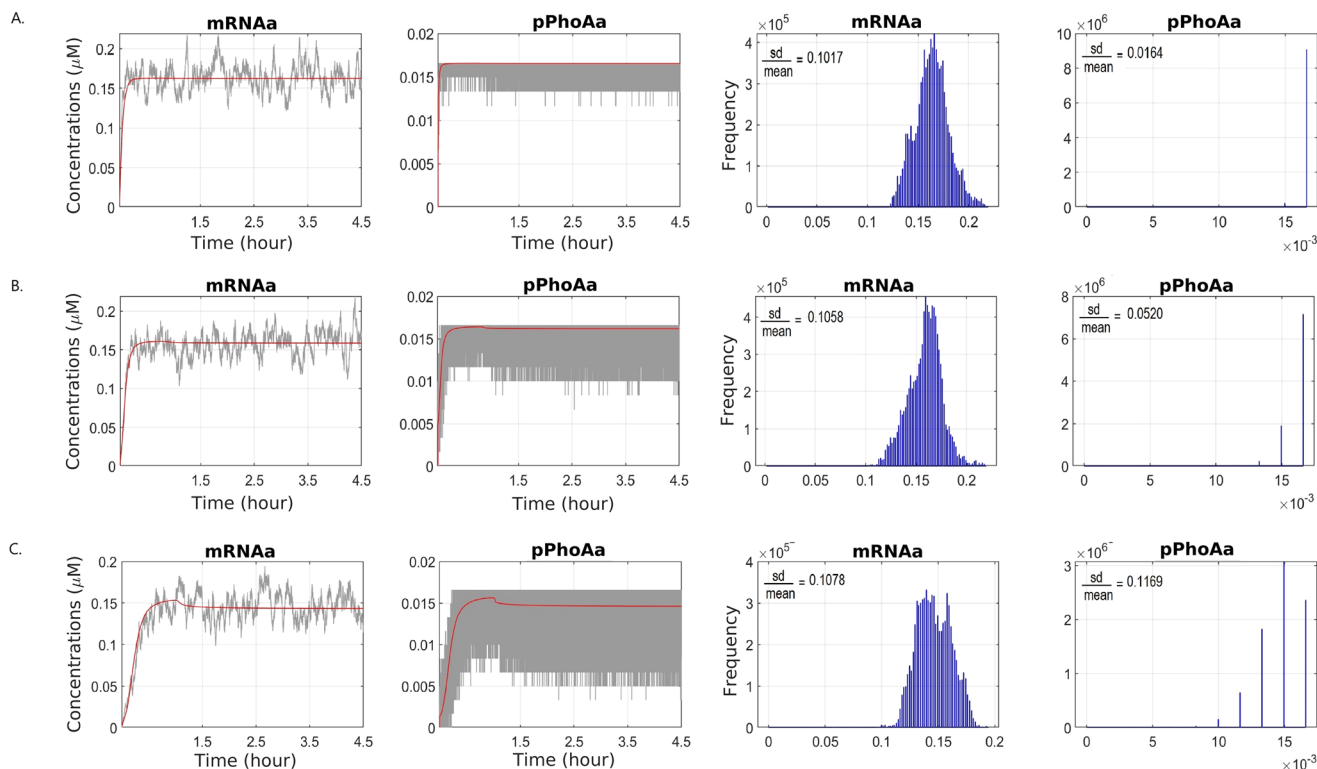 A.
mRNAa
pPhoAa
mRNAa
pPhoAa
Concentrations (μM)
0.2
0.15
0.1
0.05
0
1.5 2.5 3.5 4.5
Time (hour)
0.02
0.015
0.01
0.005
0
1.5 2.5 3.5 4.5
Time (hour)
×10⁵
sd/mean = 0.1017
Frequency
4
3
2
1
0
0 0.05 0.1 0.15 0.2
×10⁶
sd/mean = 0.0164
10
8
6
4
2
0
0 5 10 15
×10⁻³
B.
mRNAa
pPhoAa
mRNAa
pPhoAa
Concentrations (μM)
0.2
0.15
0.1
0.05
0
1.5 2.5 3.5 4.5
Time (hour)
0.02
0.015
0.01
0.005
0
1.5 2.5 3.5 4.5
Time (hour)
×10⁵
sd/mean = 0.1058
Frequency
4
3
2
1
0
0 0.05 0.1 0.15 0.2
×10⁶
sd/mean = 0.0520
8
6
4
2
0
0 5 10 15
×10⁻³
C.
mRNAa
pPhoAa
mRNAa
pPhoAa
Concentrations (μM)
0.2
0.15
0.1
0.05
0
1.5 2.5 3.5 4.5
Time (hour)
0.02
0.015
0.01
0.005
0
1.5 2.5 3.5 4.5
Time (hour)
×10⁵
sd/mean = 0.1078
Frequency
4
3
2
1
0
0 0.05 0.1 0.15 0.2
×10⁶
sd/mean = 0.1169
3
2
1
0
0 5 10 15
×10⁻³